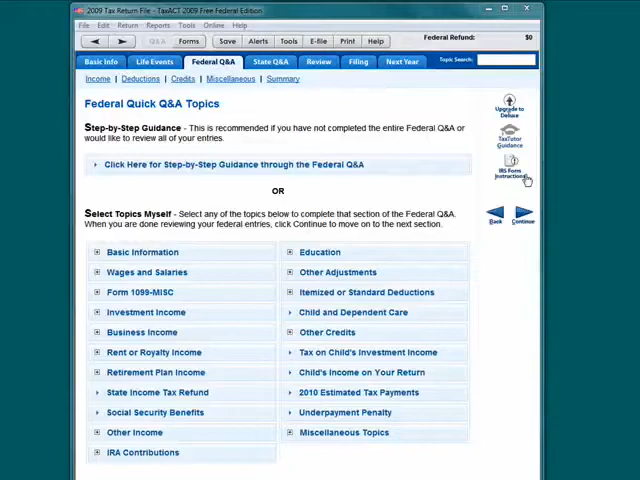 2009 Tax Return File - TaxACT 2009 Free Federal Edition
File Edit Return Reports Tools Online Help
Q&A Forms Save Alerts Tools E-file Print Help Federal Refund: $0
Basic Info Life Events Federal Q&A State Q&A Review Filing Next Year Topic Search:
Income | Deductions | Credits | Miscellaneous | Summary
Federal Quick Q&A Topics
Upgrade to Deluxe
Step-by-Step Guidance - This is recommended if you have not completed the entire Federal Q&A or
would like to review all of your entries.
TaxTutor Guidance
Click Here for Step-by-Step Guidance through the Federal Q&A
IRS Form Instructions
OR
Select Topics Myself - Select any of the topics below to complete that section of the Federal Q&A.
When you are done reviewing your federal entries, click Continue to move on to the next section.
Back Continue
Basic Information
Wages and Salaries
Form 1099-MISC
Investment Income
Business Income
Rent or Royalty Income
Retirement Plan Income
State Income Tax Refund
Social Security Benefits
Other Income
IRA Contributions
Education
Other Adjustments
Itemized or Standard Deductions
Child and Dependent Care
Other Credits
Tax on Child's Investment Income
Child's Income on Your Return
2010 Estimated Tax Payments
Underpayment Penalty
Miscellaneous Topics